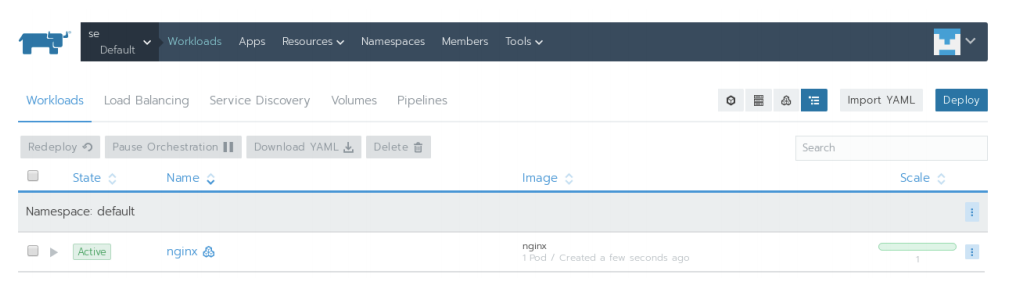 se
Default
Workloads Apps Resources Namespaces Members Tools
Workloads Load Balancing Service Discovery Volumes Pipelines Import YAML Deploy
Redeploy Pause Orchestration Download YAML Delete Search
State Name Image Scale
Namespace: default
Active nginx nginx
1 Pod / Created a few seconds ago 1